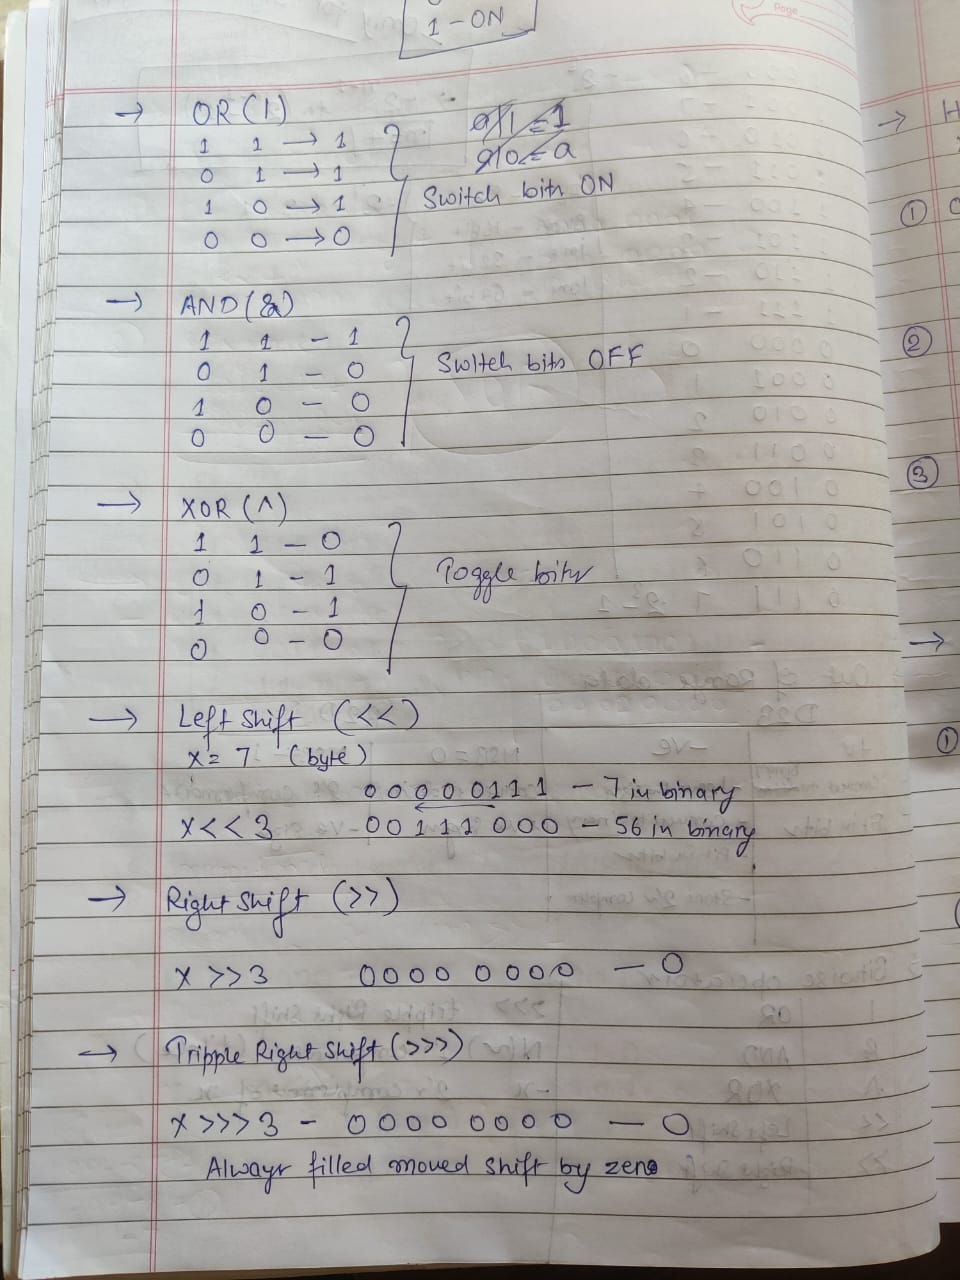 Page
1 - ON
→ OR (|)
1 1 → 1
0 1 → 1
1 0 → 1
0 0 → 0
a|1 = 1
a|0 = a
Switch bits ON
→ AND (&)
1 1 - 1
0 1 - 0
1 0 - 0
0 0 - 0
Switch bits OFF
→ XOR (^)
1 1 - 0
0 1 - 1
1 0 - 1
0 0 - 0
Toggle bits
→ Left Shift (<<)
x = 7 (byte)
0 0 0 0 0 1 1 1 - 7 in binary
x<<3 0 0 1 1 1 0 0 0 - 56 in binary
→ Right Shift (>>)
x >>3 0000 0000 - 0
→ Tripple Right Shift (>>>)
x >>>3 - 0000 0000 - 0
Always filled moved shift by zero
→ H
① 0
②
③
→
①